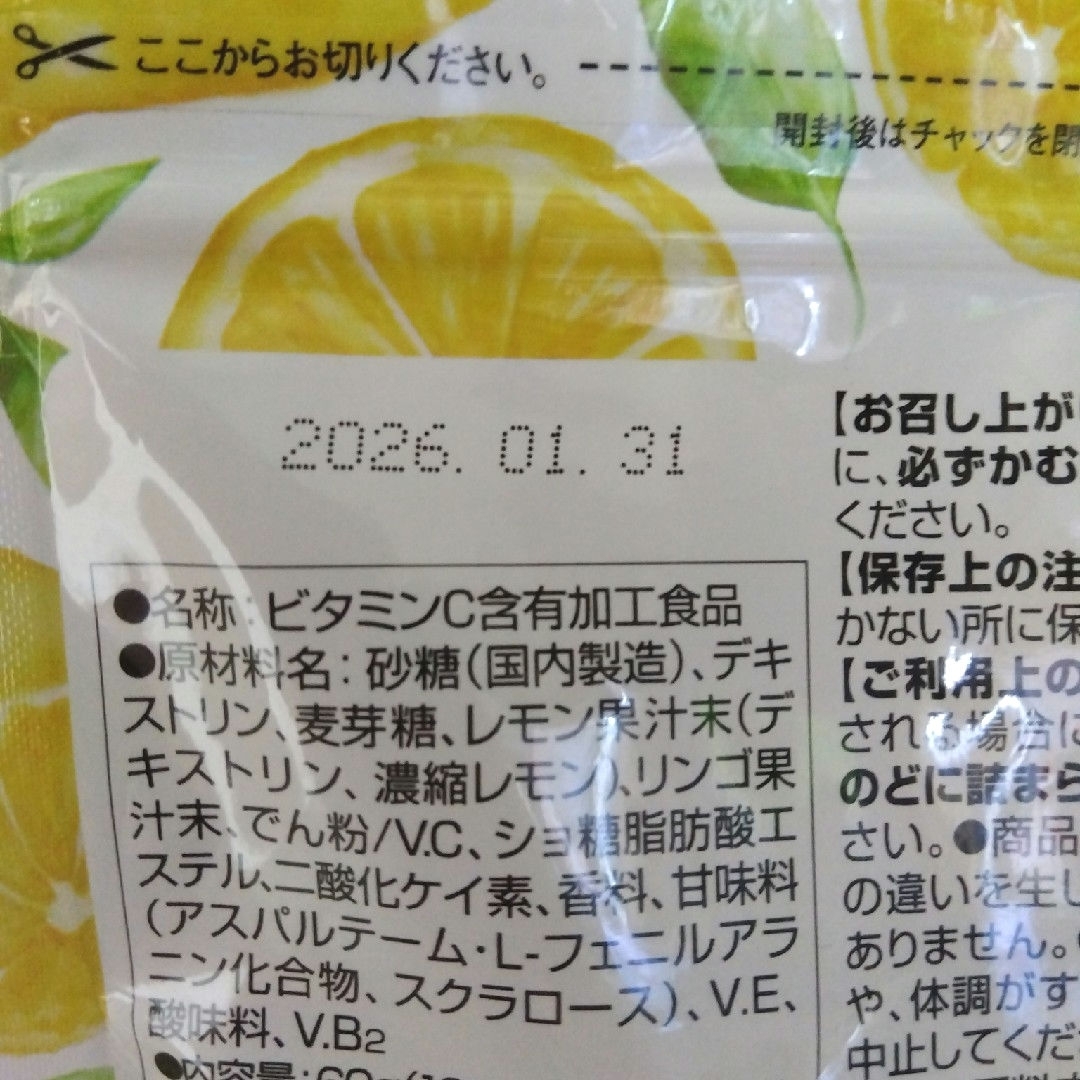 ここからお切りください。
開封後はチャックを閉
2026.01.31
●名称:ビタミンC含有加工食品
●原材料名:砂糖(国内製造)、デキ
ストリン、麦芽糖、レモン果汁末(デ
キストリン、濃縮レモン)、リンゴ果
汁末、でん粉/V.C、ショ糖脂肪酸エ
ステル、二酸化ケイ素、香料、甘味料
(アスパルテーム・L-フェニルアラ
ニン化合物、スクラロース)、V.E、
酸味料、V.B2
●内容量:60g
【お召し上が
に、必ずかむ
ください。
【保存上の注
かない所に保
【ご利用上の
される場合に
のどに詰まら
さい。●商品
の違いを生し
ありません。
や、体調がす
中止してくだ